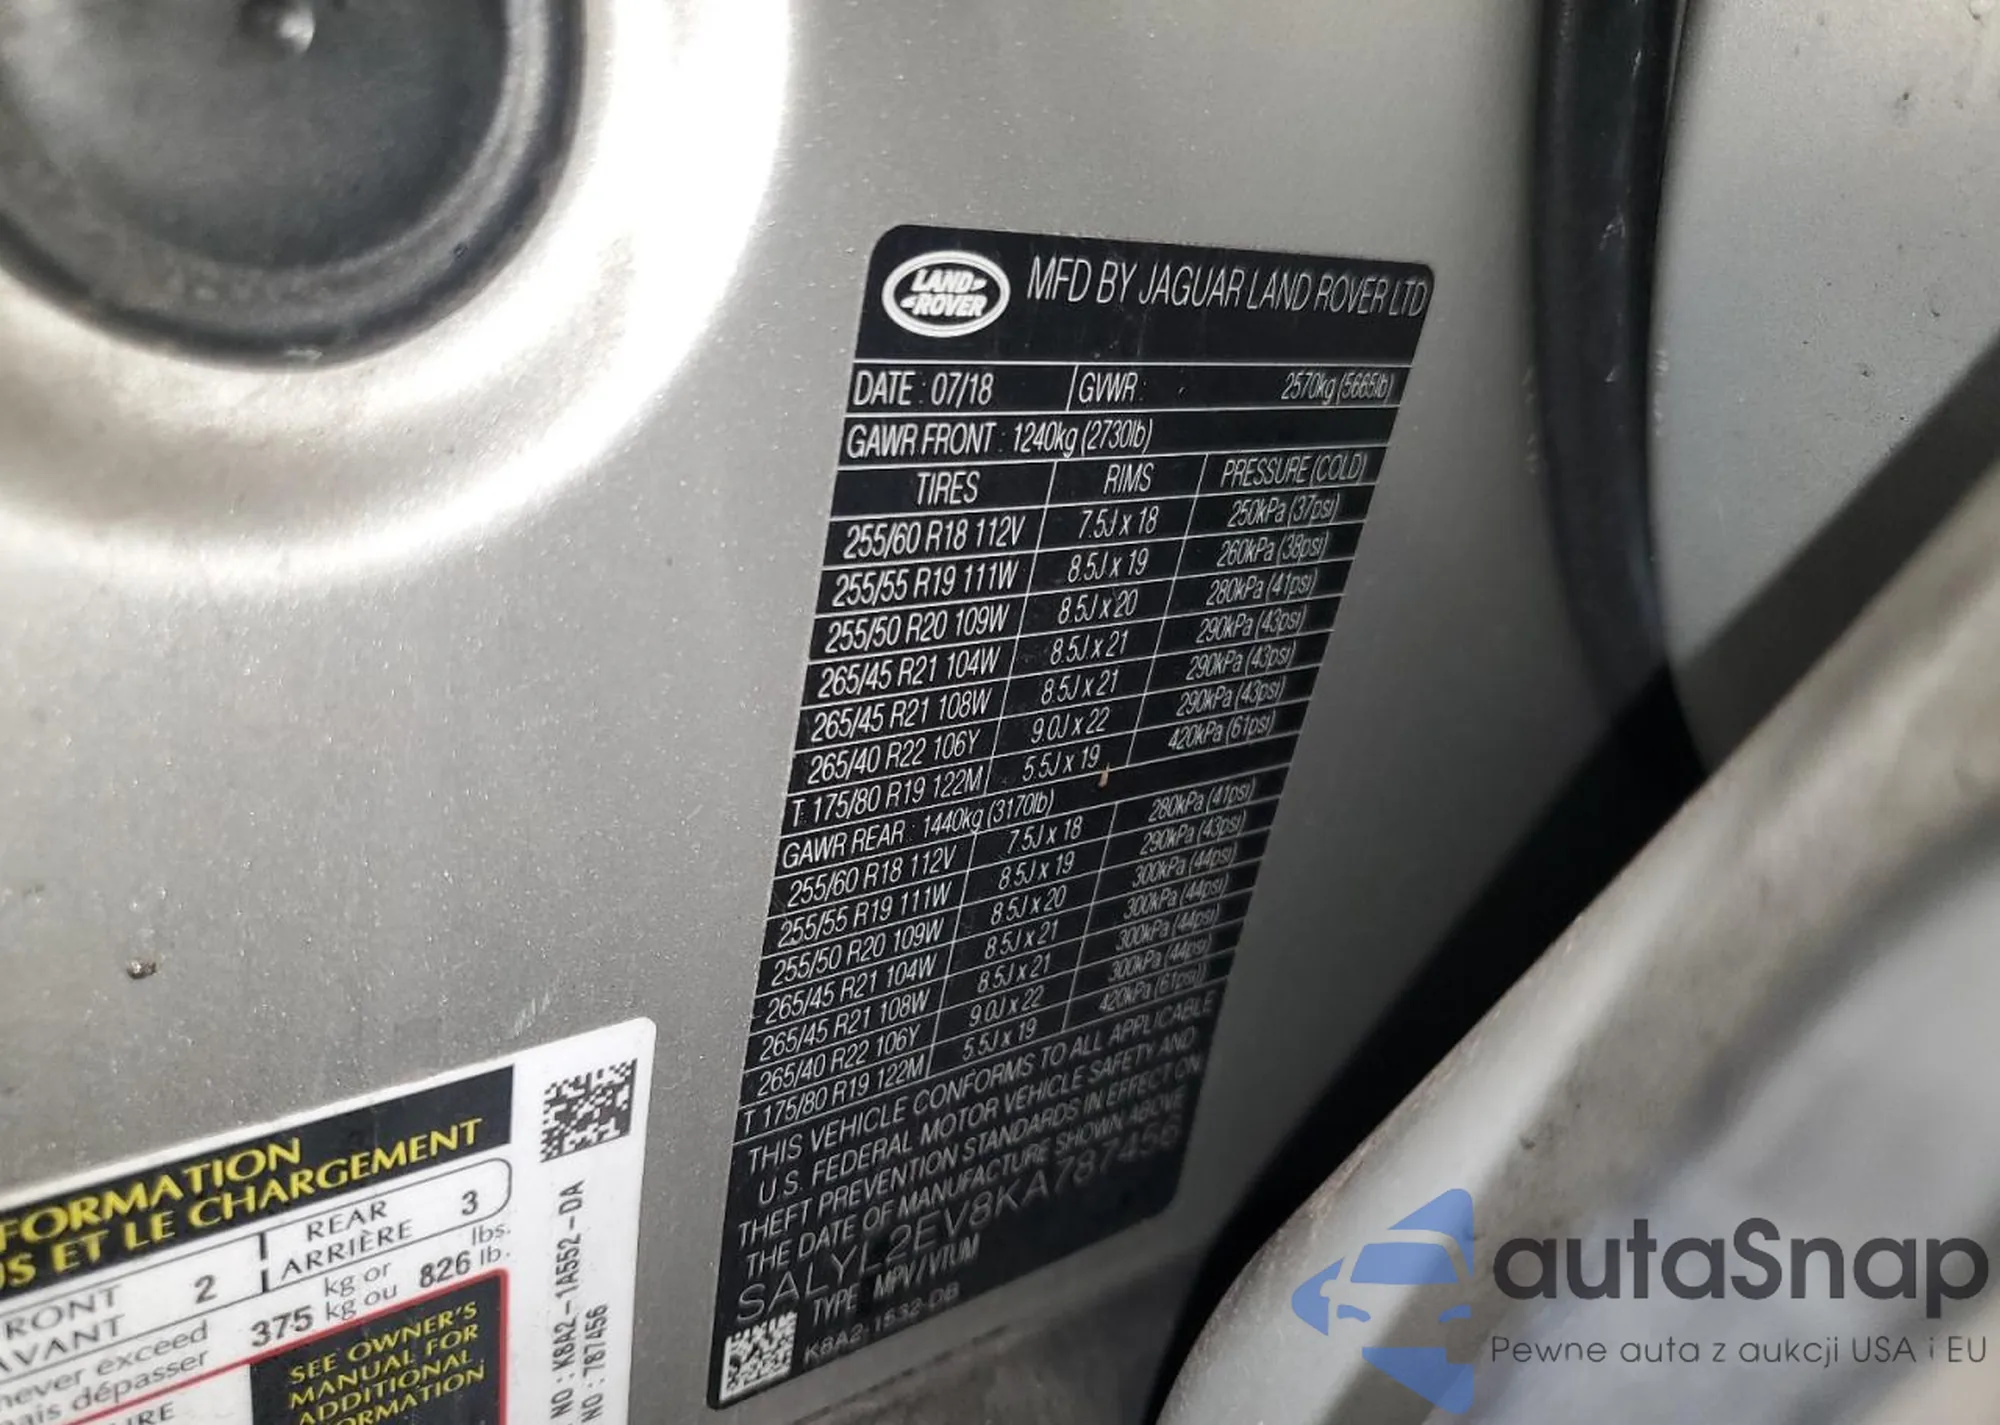 LAND
ROVER
MFD BY JAGUAR LAND ROVER LTD
DATE : 07/18 GVWR : 2570kg (5665lb)
GAWR FRONT : 1240kg (2730lb)
TIRES RIMS PRESSURE (COLD)
255/60 R18 112V 7.5J x 18 250kPa (37psi)
255/55 R19 111W 8.5J x 19 260kPa (38psi)
255/50 R20 109W 8.5J x 20 280kPa (41psi)
265/45 R21 104W 8.5J x 21 290kPa (43psi)
265/45 R21 108W 8.5J x 21 290kPa (43psi)
265/40 R22 106Y 9.0J x 22 290kPa (43psi)
T 175/80 R19 122M 5.5J x 19 420kPa (61psi)
GAWR REAR : 1440kg (3170lb)
255/60 R18 112V 7.5J x 18 280kPa (41psi)
255/55 R19 111W 8.5J x 19 290kPa (43psi)
255/50 R20 109W 8.5J x 20 300kPa (44psi)
265/45 R21 104W 8.5J x 21 300kPa (44psi)
265/45 R21 108W 8.5J x 21 300kPa (44psi)
265/40 R22 106Y 9.0J x 22 300kPa (44psi)
T 175/80 R19 122M 5.5J x 19 420kPa (61psi)
THIS VEHICLE CONFORMS TO ALL APPLICABLE
U.S. FEDERAL MOTOR VEHICLE SAFETY AND
THEFT PREVENTION STANDARDS IN EFFECT ON
THE DATE OF MANUFACTURE SHOWN ABOVE
SALYL2EV8KA787456
TYPE MPV/VTUM
K8A2-1532-DB
FORMATION
US ET LE CHARGEMENT
RONT
AVANT
2
REAR
ARRIÈRE
3
never exceed
mais dépasser
375 kg or
kg ou 826 lbs.
lb.
IRE
SEE OWNER'S
MANUAL FOR
ADDITIONAL
ORMATION
NO : K8A2-1A552-DA
NO : 787456
autaSnap
Pewne auta z aukcji USA i EU